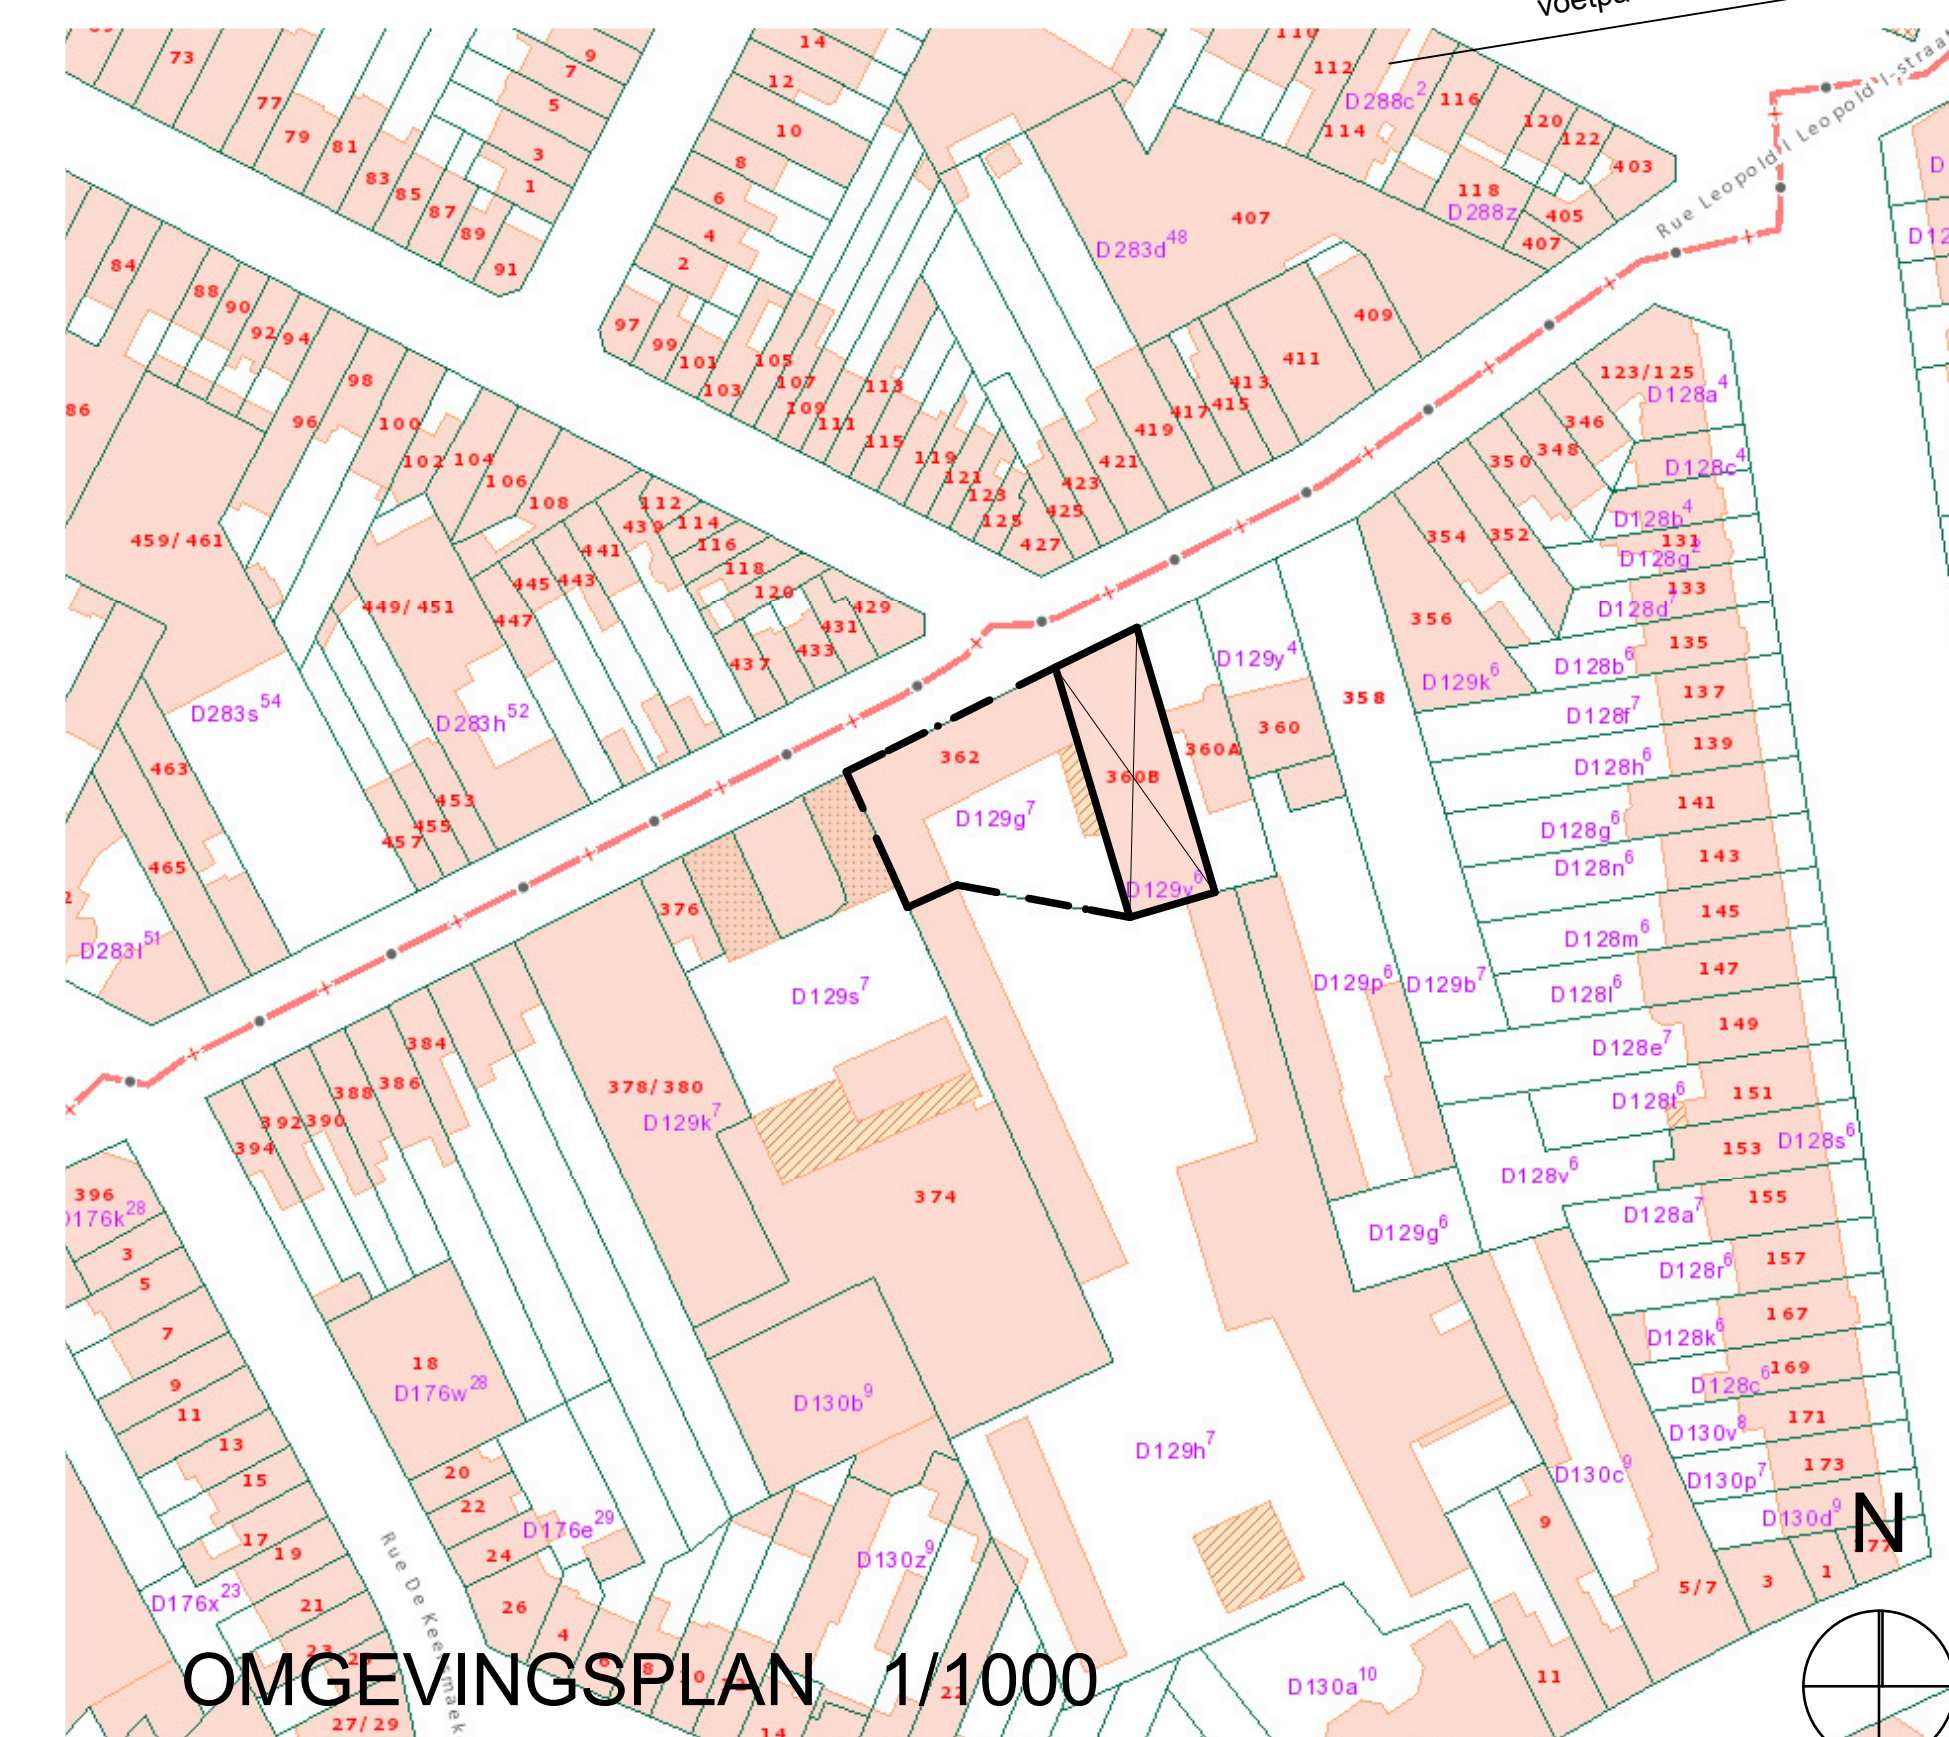 73
77
79
81
83
85
87
89
91
9
7
5
3
1
14
12
10
8
6
4
2
97
99
101
103
105
107
109
111
113
115
119
121
123
125
427
425
423
421
419
417
415
413
411
409
407
D283d48
110
112
D288c2
114
116
118
D288z
120
122
403
405
407
Rue Leopold I Leopold I-straat
84
88
90
92
94
86
96
98
100
102
104
106
108
112
114
116
118
120
439
441
443
445
447
449/451
459/461
429
431
433
437
D283s54
D283h52
463
465
453
455
457
D283l51
123/125
D128a4
346
348
350
352
354
356
D128c4
D128b4
131
D128g2
133
D128d7
135
D128b6
D129k6
137
D128f7
139
D128h6
141
D128g6
143
D128n6
145
D128m6
147
D128l6
149
D128e7
151
D128t6
153
D128s6
D128v6
155
D128a7
157
D128r6
167
D128k6
169
D128c6
171
D130v8
173
D130p7
D130d9
D129y4
358
360
360A
360B
362
D129g7
D129v6
376
D129s7
D129p6
D129b7
378/380
D129k7
374
D129g6
384
386
388
390
392
394
396
D176k28
3
5
7
9
11
13
15
17
19
21
23
27/29
D176x23
18
D176w28
20
22
24
26
D176e29
4
D130b9
D130z9
D129h7
D130c9
D130a10
9
11
5/7
3
1
N
Rue De Keersmaek
OMGEVINGSPLAN 1/1000